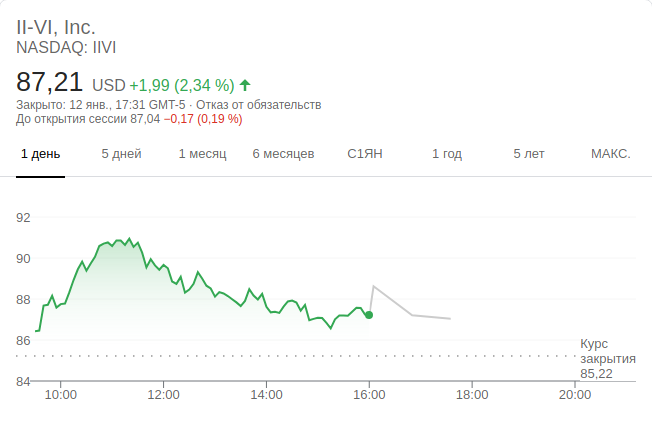 II-VI, Inc.
NASDAQ: IIVI
87,21 USD +1,99 (2,34 %)
Закрыто: 12 янв., 17:31 GMT-5 · Отказ от обязательств
До открытия сессии 87,04 −0,17 (0,19 %)
1 день 5 дней 1 месяц 6 месяцев С1ЯН 1 год 5 лет МАКС.
92
90
88
86
84
Курс
закрытия
85,22
10:00 12:00 14:00 16:00 18:00 20:00